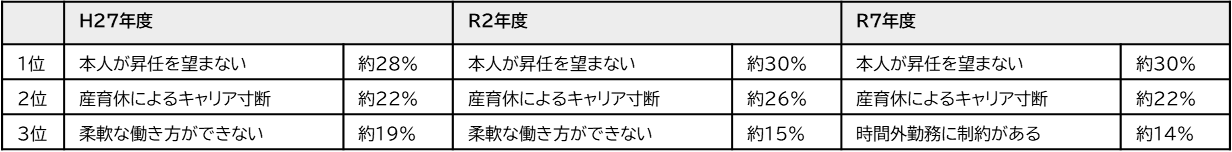 H27年度 R2年度 R7年度
1位 本人が昇任を望まない 約28% 本人が昇任を望まない 約30% 本人が昇任を望まない 約30%
2位 産育休によるキャリア寸断 約22% 産育休によるキャリア寸断 約26% 産育休によるキャリア寸断 約22%
3位 柔軟な働き方ができない 約19% 柔軟な働き方ができない 約15% 時間外勤務に制約がある 約14%